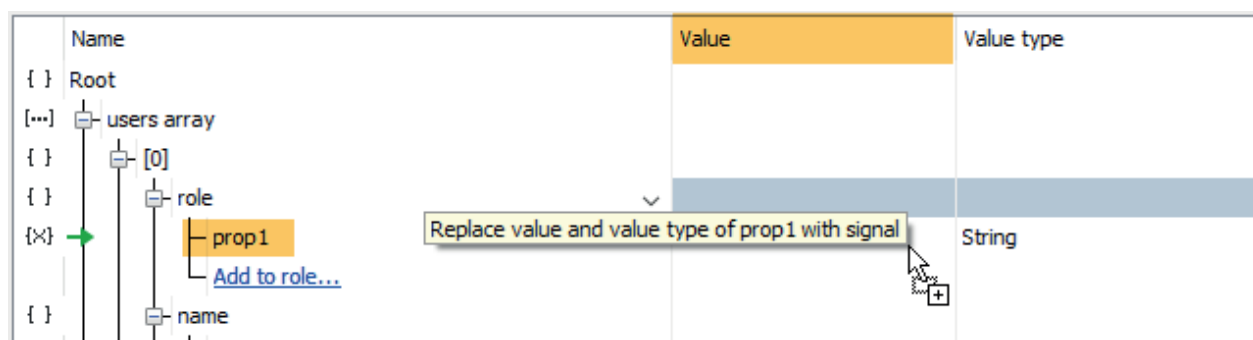 Name Value Value type
{ } Root
[...] users array
{ } [0]
{ } role
{x} prop1 Replace value and value type of prop1 with signal String
Add to role...
{ } name